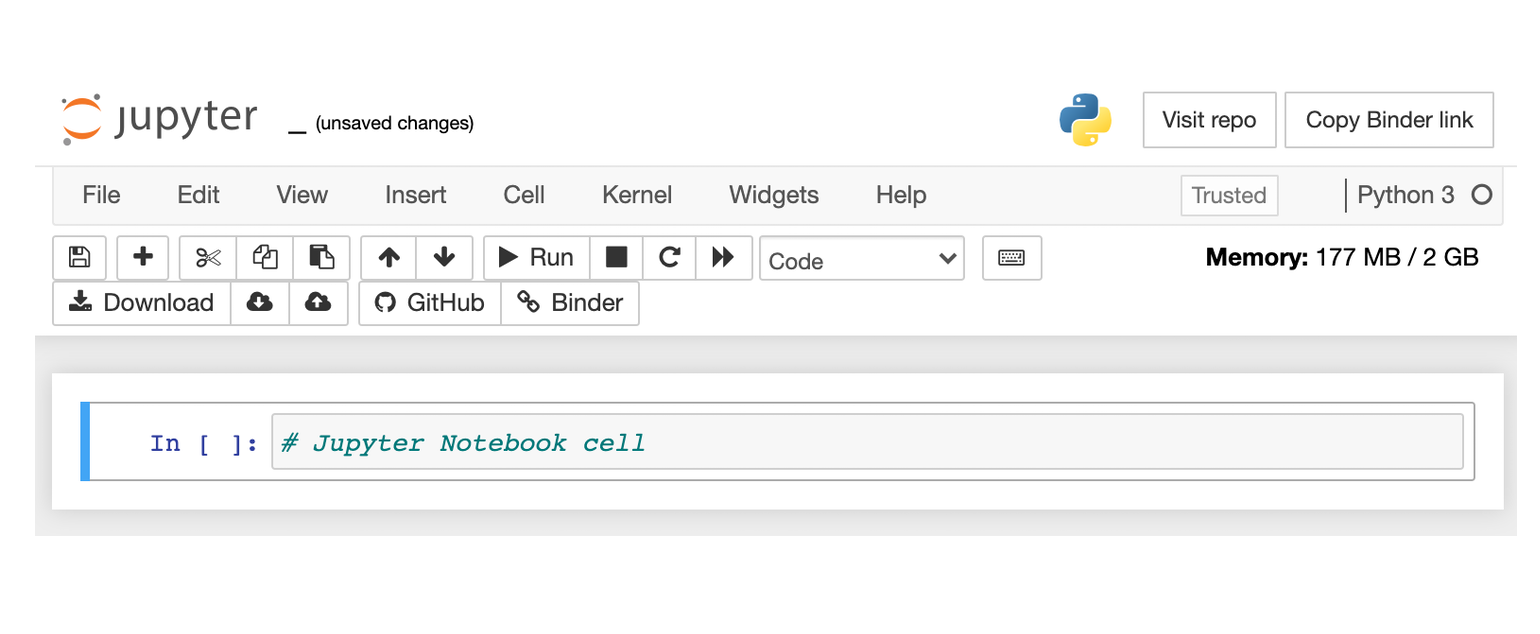 jupyter _ (unsaved changes) Visit repo Copy Binder link
File Edit View Insert Cell Kernel Widgets Help Trusted Python 3
Run Code Memory: 177 MB / 2 GB
Download GitHub Binder
In [ ]: # Jupyter Notebook cell